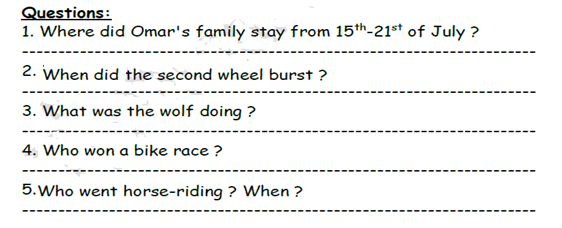 Questions:
1. Where did Omar's family stay from 15th-21st of July ?
2. When did the second wheel burst ?
3. What was the wolf doing ?
4. Who won a bike race ?
5.Who went horse-riding ? When ?